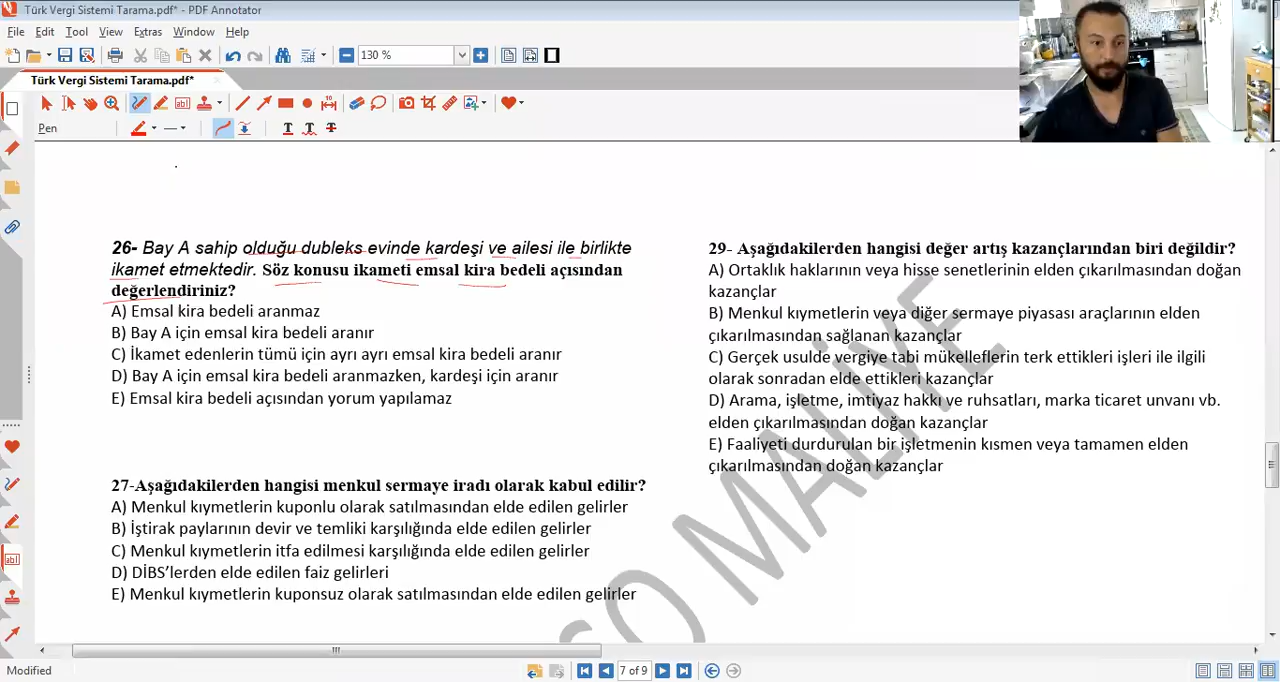 Türk Vergi Sistemi Tarama.pdf* - PDF Annotator
File Edit Tool View Extras Window Help
130 %
Türk Vergi Sistemi Tarama.pdf*
Pen
26- Bay A sahip olduğu dubleks evinde kardeşi ve ailesi ile birlikte
ikamet etmektedir. Söz konusu ikameti emsal kira bedeli açısından
değerlendiriniz?
A) Emsal kira bedeli aranmaz
B) Bay A için emsal kira bedeli aranır
C) İkamet edenlerin tümü için ayrı ayrı emsal kira bedeli aranır
D) Bay A için emsal kira bedeli aranmazken, kardeşi için aranır
E) Emsal kira bedeli açısından yorum yapılamaz
27-Aşağıdakilerden hangisi menkul sermaye iradı olarak kabul edilir?
A) Menkul kıymetlerin kuponlu olarak satılmasından elde edilen gelirler
B) İştirak paylarının devir ve temliki karşılığında elde edilen gelirler
C) Menkul kıymetlerin itfa edilmesi karşılığında elde edilen gelirler
D) DİBS’lerden elde edilen faiz gelirleri
E) Menkul kıymetlerin kuponsuz olarak satılmasından elde edilen gelirler
29- Aşağıdakilerden hangisi değer artış kazançlarından biri değildir?
A) Ortaklık haklarının veya hisse senetlerinin elden çıkarılmasından doğan
kazançlar
B) Menkul kıymetlerin veya diğer sermaye piyasası araçlarının elden
çıkarılmasından sağlanan kazançlar
C) Gerçek usulde vergiye tabi mükelleflerin terk ettikleri işleri ile ilgili
olarak sonradan elde ettikleri kazançlar
D) Arama, işletme, imtiyaz hakkı ve ruhsatları, marka ticaret unvanı vb.
elden çıkarılmasından doğan kazançlar
E) Faaliyeti durdurulan bir işletmenin kısmen veya tamamen elden
çıkarılmasından doğan kazançlar
SO MALİYE
Modified
7 of 9